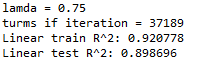 lamda = 0.75
turms if iteration = 37189
Linear train R^2: 0.920778
Linear test R^2: 0.898696